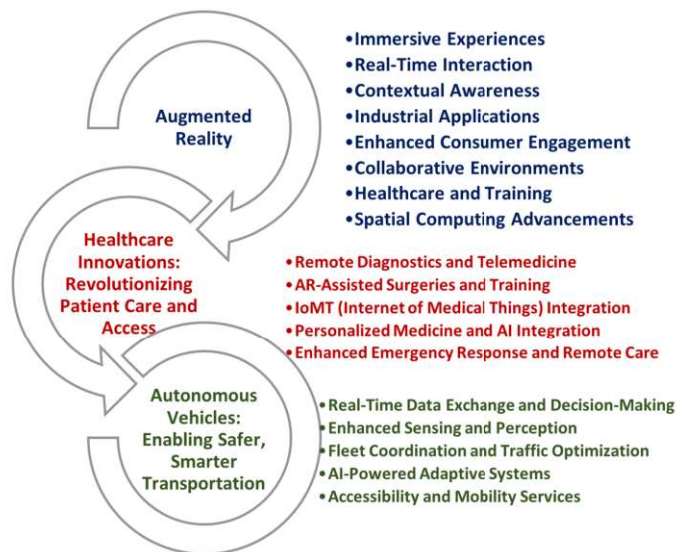 Augmented
Reality
•Immersive Experiences
•Real-Time Interaction
•Contextual Awareness
•Industrial Applications
•Enhanced Consumer Engagement
•Collaborative Environments
•Healthcare and Training
•Spatial Computing Advancements
Healthcare
Innovations:
Revolutionizing
Patient Care and
Access
•Remote Diagnostics and Telemedicine
•AR-Assisted Surgeries and Training
•IoMT (Internet of Medical Things) Integration
•Personalized Medicine and AI Integration
•Enhanced Emergency Response and Remote Care
Autonomous
Vehicles:
Enabling Safer,
Smarter
Transportation
•Real-Time Data Exchange and Decision-Making
•Enhanced Sensing and Perception
•Fleet Coordination and Traffic Optimization
•AI-Powered Adaptive Systems
•Accessibility and Mobility Services